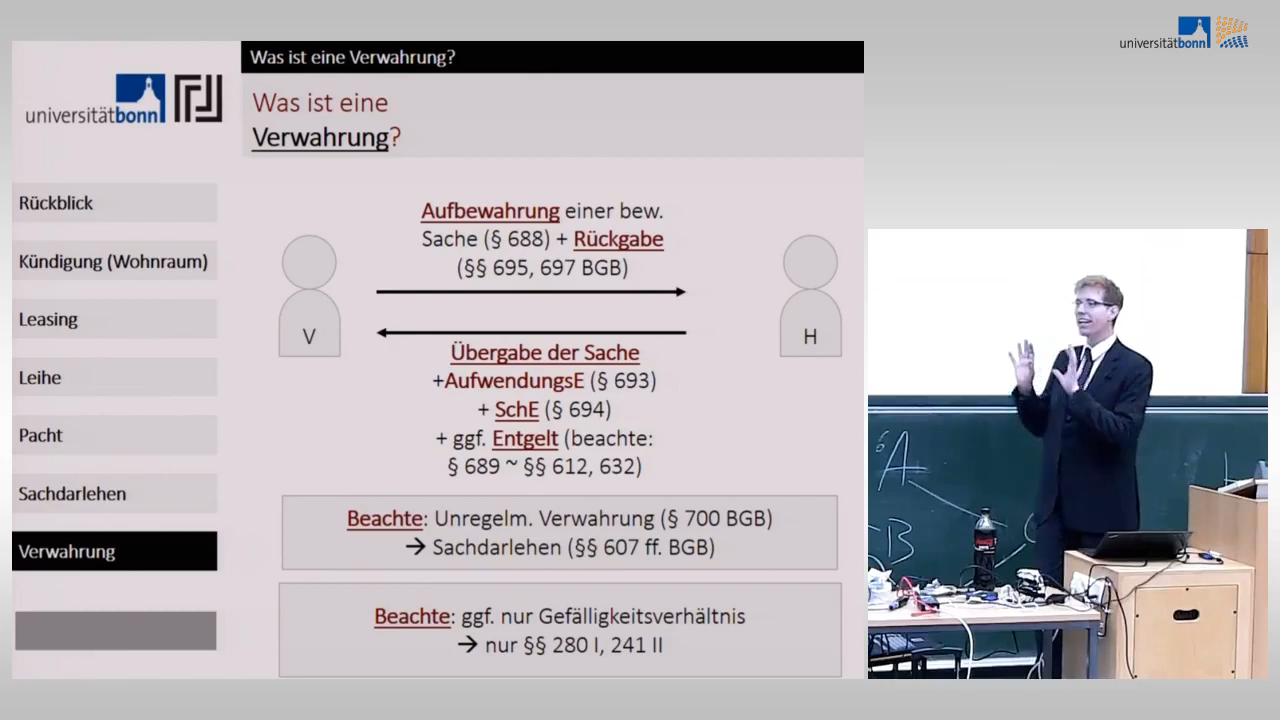 universitätbonn
Was ist eine Verwahrung?
universitätbonn
Was ist eine
Verwahrung?
Rückblick
Kündigung (Wohnraum)
Leasing
Leihe
Pacht
Sachdarlehen
Verwahrung
Aufbewahrung einer bew.
Sache (§ 688) + Rückgabe
(§§ 695, 697 BGB)
V
H
Übergabe der Sache
+AufwendungsE (§ 693)
+ SchE (§ 694)
+ ggf. Entgelt (beachte:
§ 689 ~ §§ 612, 632)
Beachte: Unregelm. Verwahrung (§ 700 BGB)
→ Sachdarlehen (§§ 607 ff. BGB)
Beachte: ggf. nur Gefälligkeitsverhältnis
→ nur §§ 280 I, 241 II
A
B